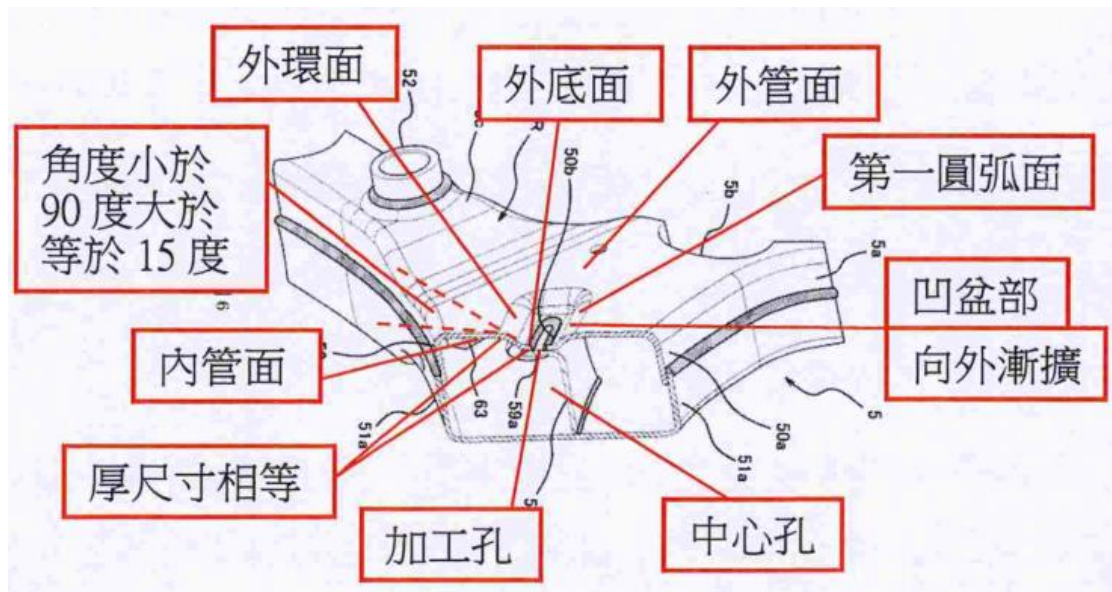 外環面
外底面
外管面
角度小於
90 度大於
等於 15 度
第一圓弧面
凹盆部
向外漸擴
內管面
厚尺寸相等
加工孔
中心孔
52
50b
5b
5a
5
50a
51a
51a
63
59a